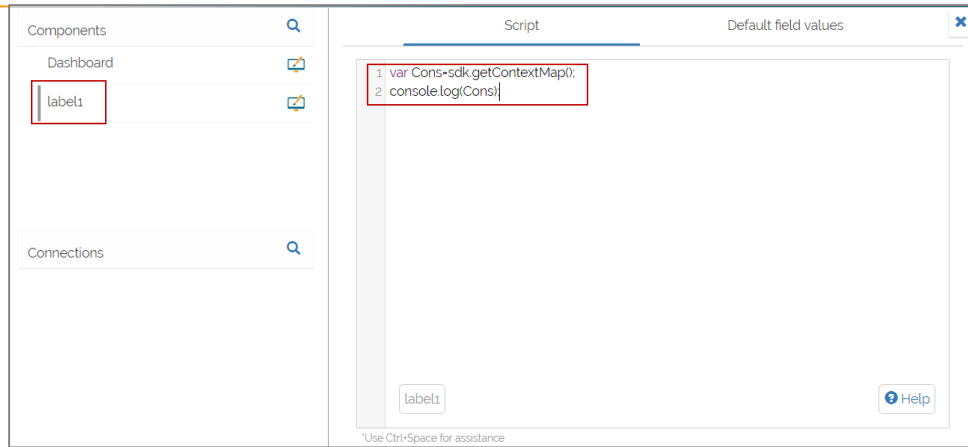 Components
Dashboard
label1
Connections
Script
Default field values
1 var Cons=sdk.getContextMap();
2 console.log(Cons);
label1
Help
*Use Ctrl+Space for assistance